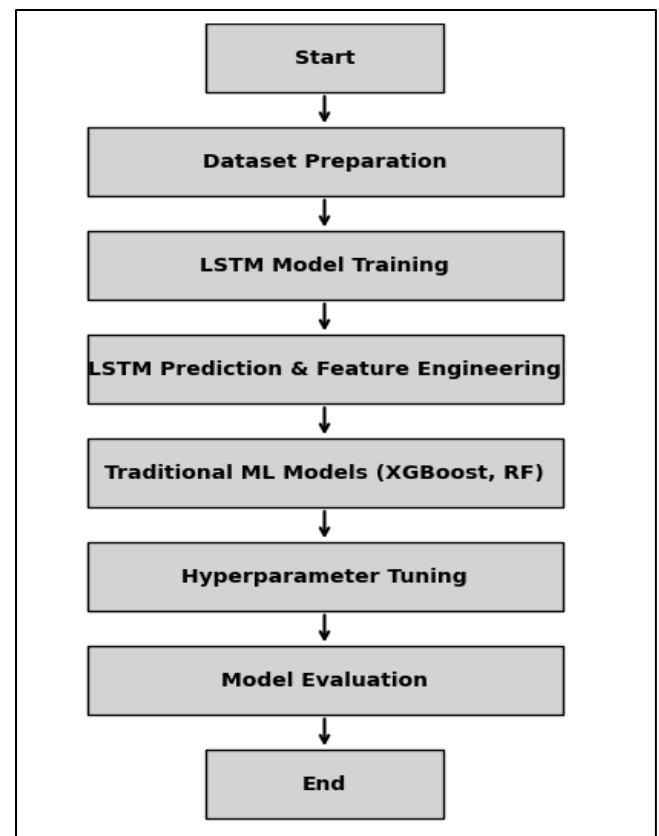 Start
Dataset Preparation
LSTM Model Training
LSTM Prediction & Feature Engineering
Traditional ML Models (XGBoost, RF)
Hyperparameter Tuning
Model Evaluation
End